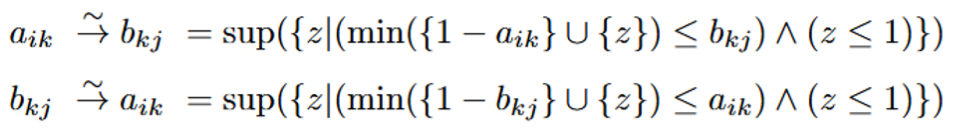 $a_{ik} \overset{\sim}{\rightarrow} b_{kj} = \sup(\{z|(\min(\{1 - a_{ik}\} \cup \{z\}) \leq b_{kj}) \wedge (z \leq 1)\})$
$b_{kj} \overset{\sim}{\rightarrow} a_{ik} = \sup(\{z|(\min(\{1 - b_{kj}\} \cup \{z\}) \leq a_{ik}) \wedge (z \leq 1)\})$